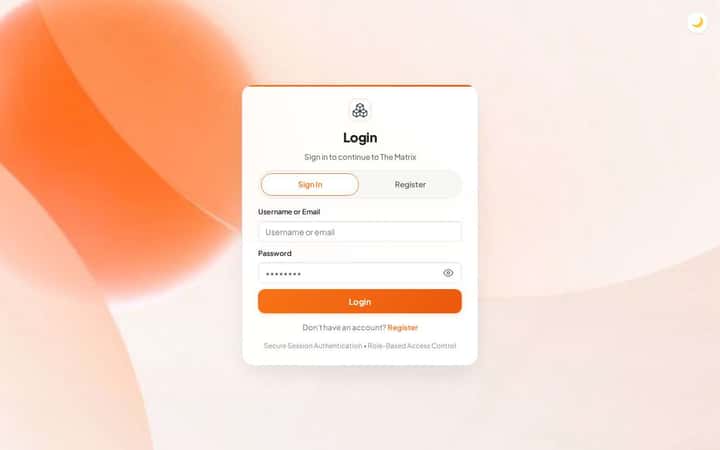 Login
Sign in to continue to The Matrix
Sign In
Register
Username or Email
Username or email
Password
••••••••
Login
Don't have an account? Register
Secure Session Authentication • Role-Based Access Control